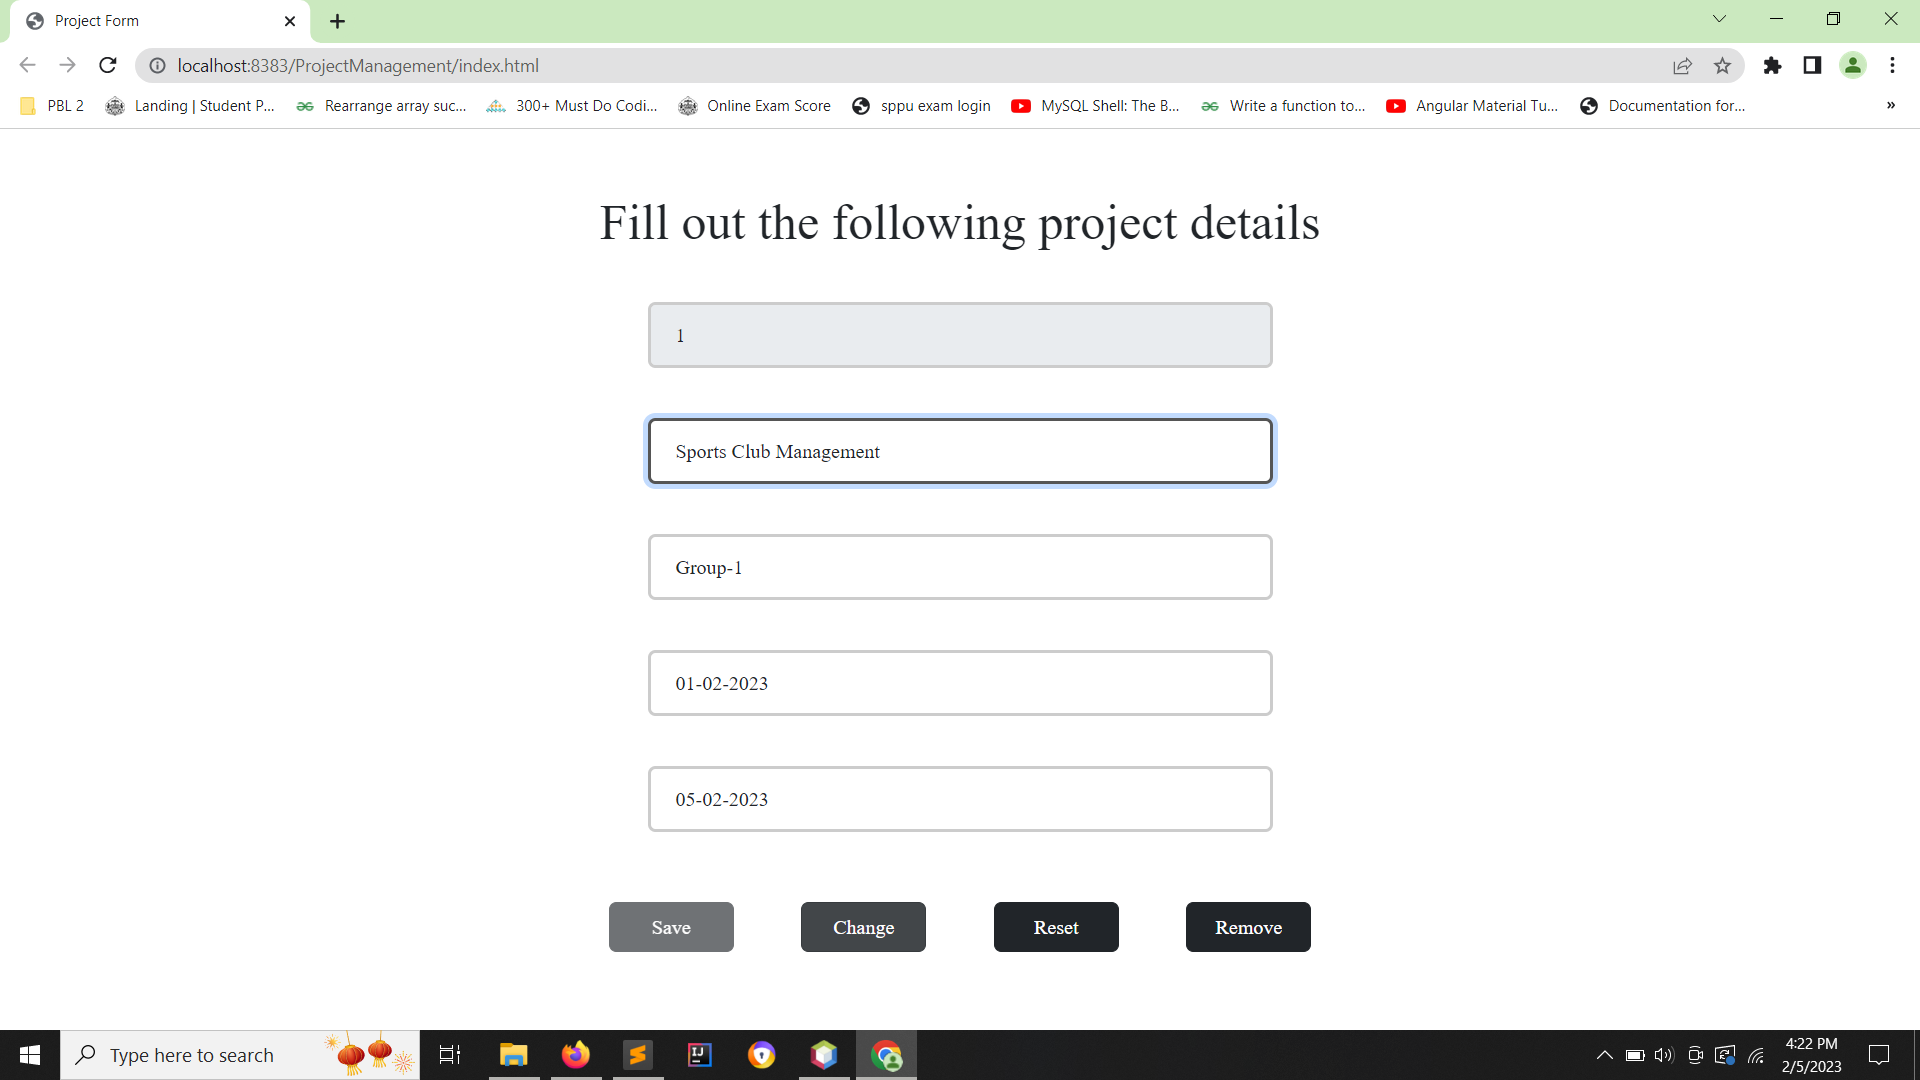 Project Form
localhost:8383/ProjectManagement/index.html
PBL 2
Landing | Student P...
Rearrange array suc...
300+ Must Do Codi...
Online Exam Score
sppu exam login
MySQL Shell: The B...
Write a function to...
Angular Material Tu...
Documentation for...
»
Fill out the following project details
1
Sports Club Management
Group-1
01-02-2023
05-02-2023
Save
Change
Reset
Remove
Type here to search
4:22 PM
2/5/2023